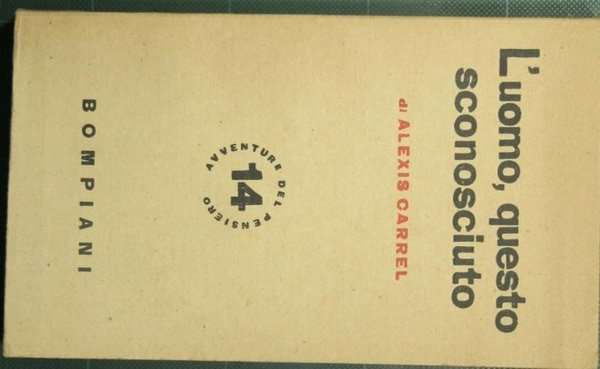 L'uomo, questo
sconosciuto
di ALEXIS CARREL
AVVENTURE DEL PENSIERO
14
BOMPIANI